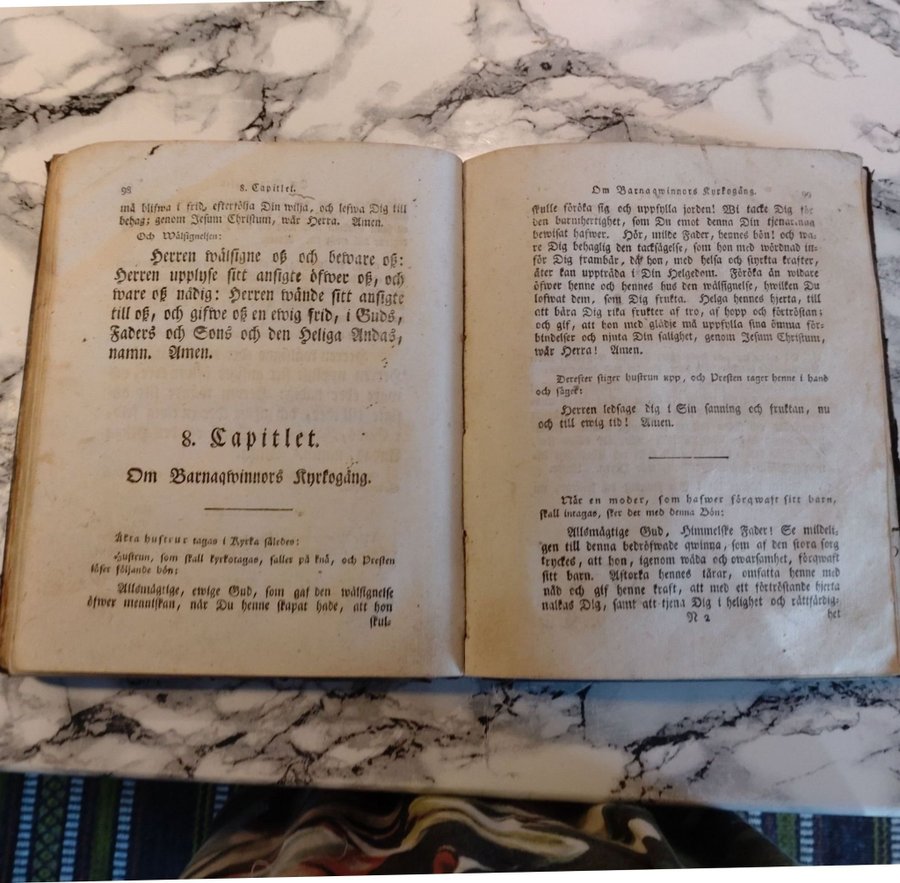 98
8. Capitlet.
må blifwa i frid, efterfölja Din wilja, och lefwa Dig till
behag; genom Jesum Christum, wår Herra. Amen.
Och Wälsignelsen:
Herren wälsigne oß och beware oß:
Herren upplyse sitt ansigte öfwer oß, och
ware oß nådig: Herren wände sitt ansigte
till oß, och gifwe oß en ewig frid, i Guds,
Faders och Sons och den Heliga Andas,
namn. Amen.
8. Capitlet.
Om Barnaqwinnors Kyrkogång.
Äkta hustrur tagas i Kyrka således:
Hustrun, som skall kyrkotagas, faller på knä, och Presten
läser följande bön:
Allsmägtige, ewige Gud, som gaf den wälsignelse
öfwer menniskan, när Du henne skapat hade, att hon
skul-
Om Barnaqwinnors Kyrkogång.
99
skulle föröka sig och uppfylla jorden! Wi tacke Dig för
den barmhertighet, som Du emot denna Din tjenarinna
bewisat hafwer. Hör, milde Fader, hennes bön! och wa-
re Dig behaglig den tacksägelse, som hon med wördnad in-
för Dig frambär, då hon, med helsa och styrkta krafter,
åter kan uppträda i Din Helgedom. Föröka än widare
öfwer henne och hennes hus den wälsignelse, hwilken Du
lofwat dem, som Dig frukta. Helga hennes hjerta, till
att bära Dig rika frukter af tro, af hopp och förtröstan;
och gif, att hon med glädje må uppfylla sina ömma för-
bindelser och njuta Din salighet, genom Jesum Christum,
wår Herra! Amen.
Derefter stiger hustrun upp, och Presten tager henne i hand
och säger:
Herren ledsage dig i Sin sanning och fruktan, nu
och till ewig tid! Amen.
När en moder, som hafwer förqwaft sitt barn,
skall intagas, sker det med denna Bön:
Allsmägtige Gud, Himmelske Fader! Se mildeli-
gen till denna bedröfwade qwinna, som af den stora sorg
tryckes, att hon, igenom wåda och owarsamhet, förqwaft
sitt barn. Aftorka hennes tårar, omfatta henne med
nåd och gif henne kraft, att med ett förtröstande hjerta
nalkas Dig, samt att tjena Dig i helighet och rättfärdig-
N 2
het